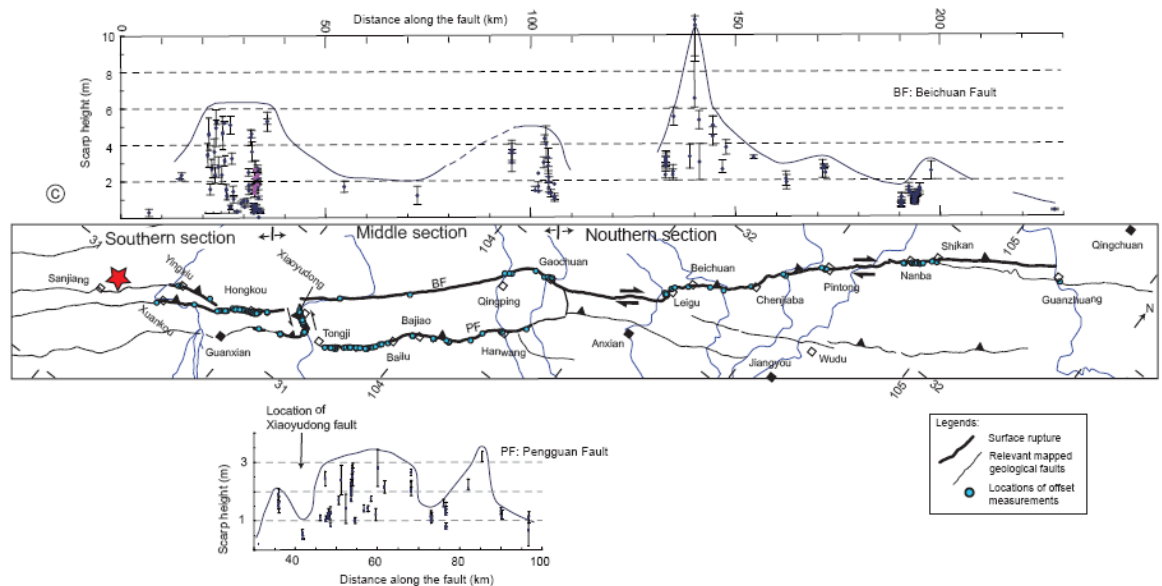 Distance along the fault (km)
0 50 100 150 200
10
8
6
4
2
Scarp height (m)
BF: Beichuan Fault
C
Southern section
Middle section
Nouthern section
31
104
32
105
Sanjiang
Yingxiu
Hongkou
Xiaoyudong
BF
Qingping
Gaochuan
Beichuan
Leigu
Chenjiaba
Pintong
Nanba
Shikan
Qingchuan
Guanzhuang
N
Xuankou
Guanxian
Tongji
Bajiao
Bailu
PF
Hanwang
Anxian
Jiangyou
Wudu
31
104
105
32
Location of
Xiaoyudong fault
PF: Pengguan Fault
3
1
Scarp height (m)
40 60 80 100
Distance along the fault (km)
Legends:
Surface rupture
Relevant mapped
geological faults
Locations of offset
measurements